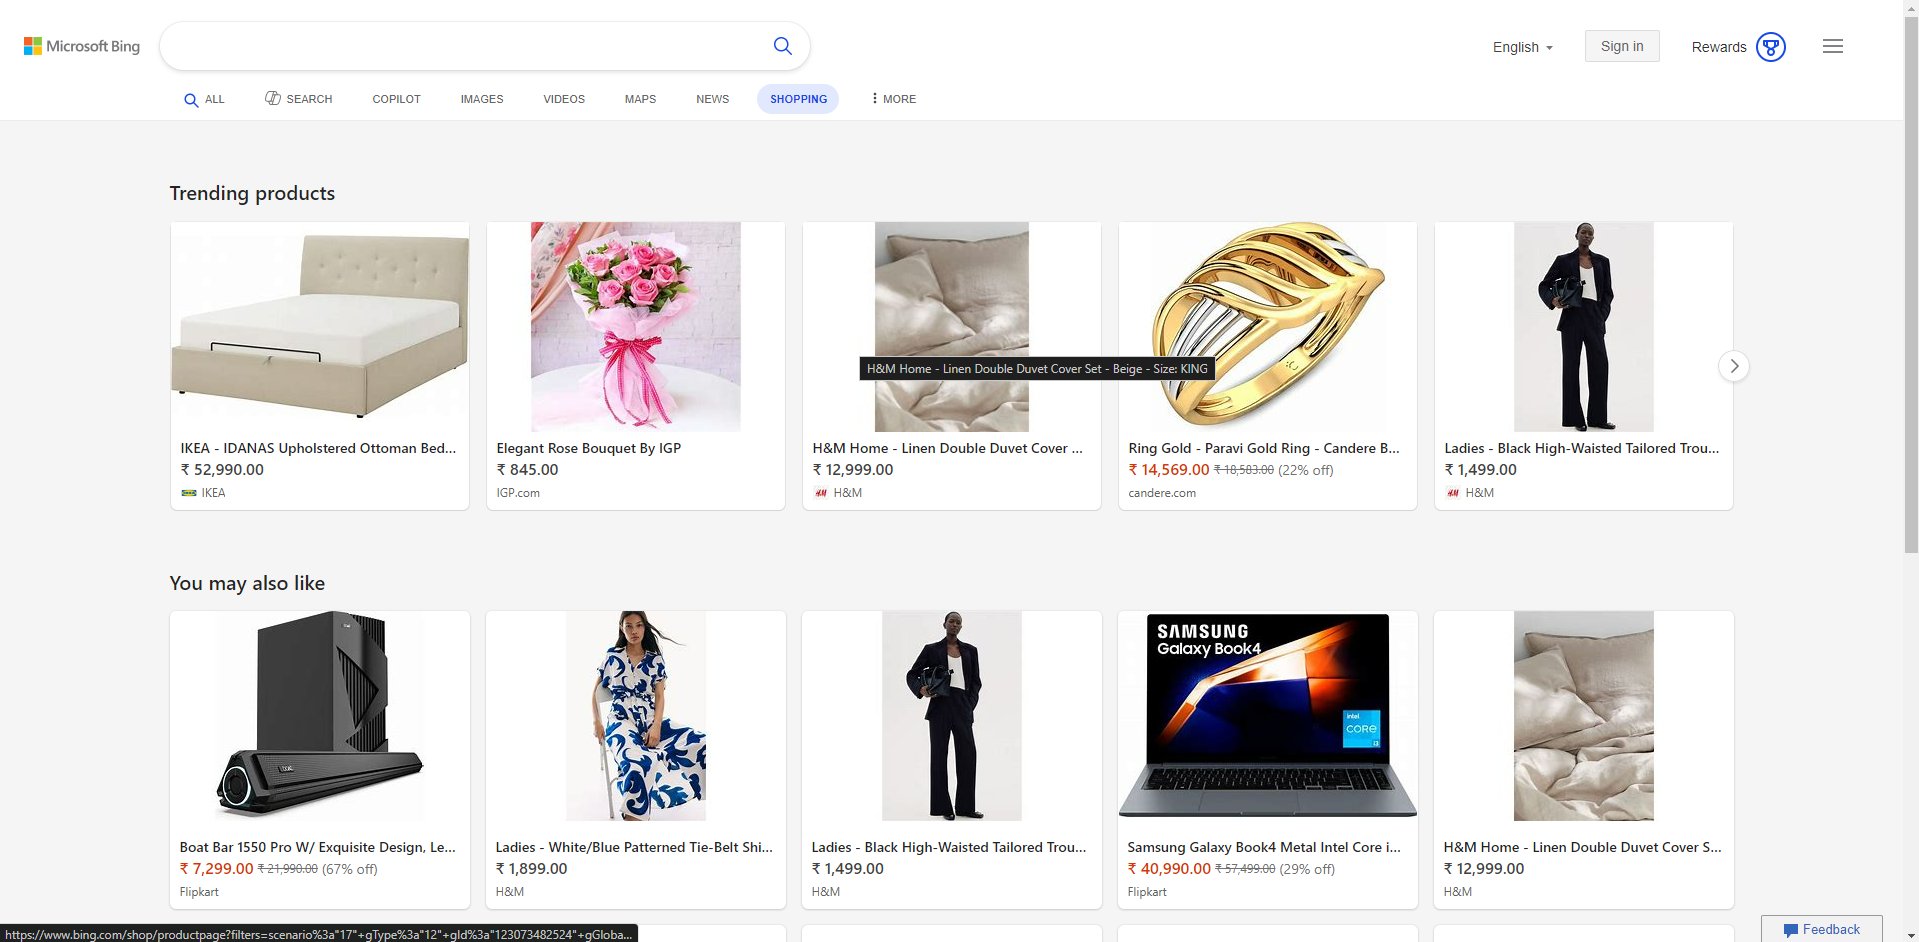 Microsoft Bing
English
Sign in
Rewards
ALL
SEARCH
COPILOT
IMAGES
VIDEOS
MAPS
NEWS
SHOPPING
MORE
Trending products
H&M Home - Linen Double Duvet Cover Set - Beige - Size: KING
IKEA - IDANAS Upholstered Ottoman Bed...
₹ 52,990.00
IKEA
Elegant Rose Bouquet By IGP
₹ 845.00
IGP.com
H&M Home - Linen Double Duvet Cover ...
₹ 12,999.00
H&M
Ring Gold - Paravi Gold Ring - Candere B...
₹ 14,569.00 ₹ 18,583.00 (22% off)
candere.com
Ladies - Black High-Waisted Tailored Trou...
₹ 1,499.00
H&M
You may also like
SAMSUNG
Galaxy Book4
intel
CORE
i3
Boat Bar 1550 Pro W/ Exquisite Design, Le...
₹ 7,299.00 ₹ 21,990.00 (67% off)
Flipkart
Ladies - White/Blue Patterned Tie-Belt Shi...
₹ 1,899.00
H&M
Ladies - Black High-Waisted Tailored Trou...
₹ 1,499.00
H&M
Samsung Galaxy Book4 Metal Intel Core i...
₹ 40,990.00 ₹ 57,499.00 (29% off)
Flipkart
H&M Home - Linen Double Duvet Cover S...
₹ 12,999.00
H&M
Feedback
https://www.bing.com/shop/productpage?filters=scenario%3a"17"+gType%3a"12"+gId%3a"123073482524"+gGloba...